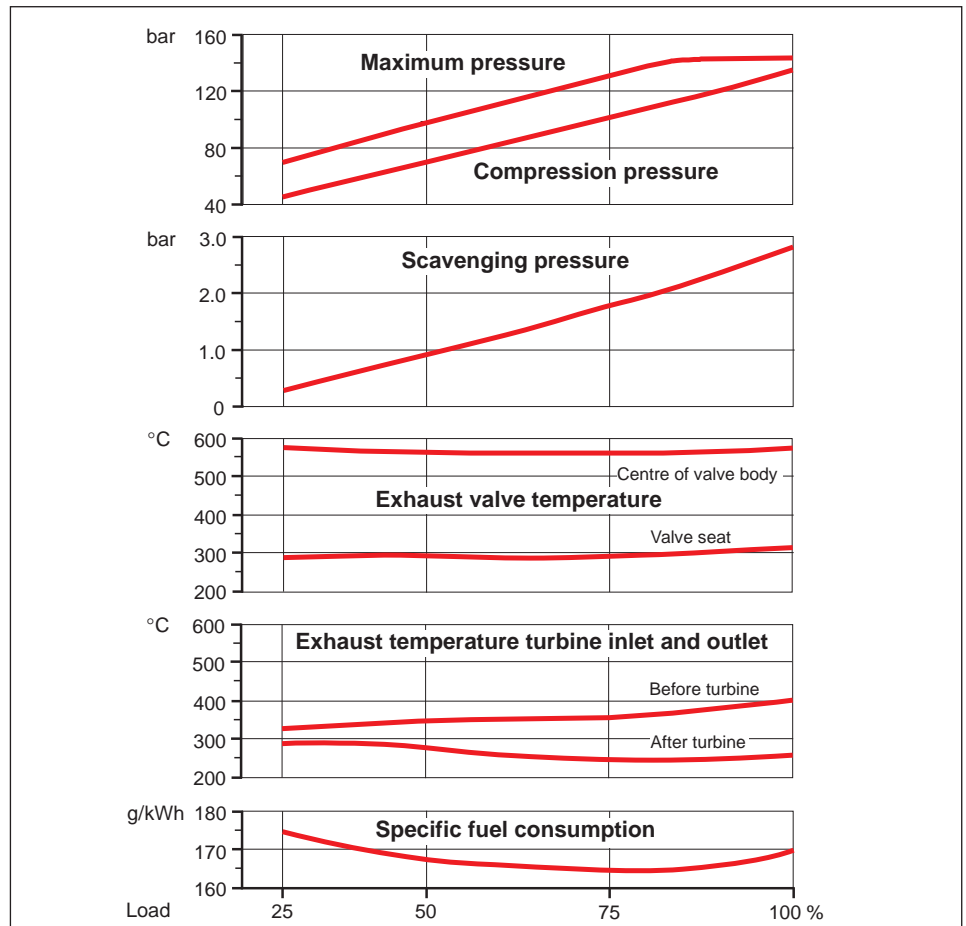 bar 160
Maximum pressure
120
80
Compression pressure
40
bar 3.0
Scavenging pressure
2.0
1.0
0
°C 600
Centre of valve body
500
Exhaust valve temperature
400
Valve seat
300
200
°C 600
Exhaust temperature turbine inlet and outlet
500
Before turbine
400
After turbine
300
200
g/kWh 180
Specific fuel consumption
170
160
Load 25 50 75 100 %